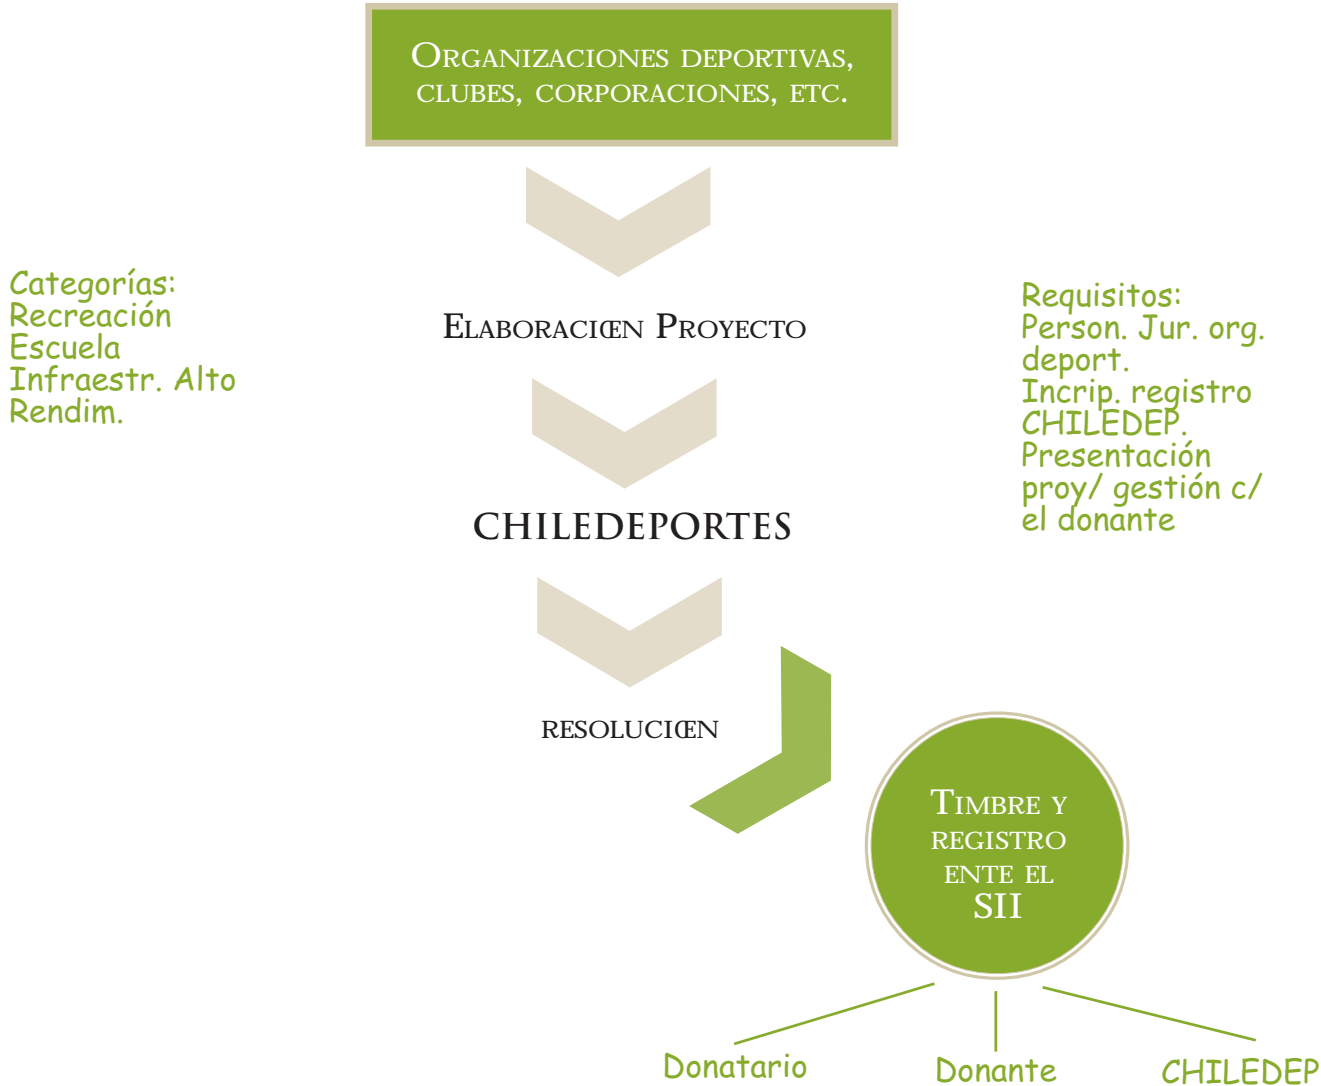 Organizaciones deportivas,
clubes, corporaciones, etc.
Categorías:
Recreación
Escuela
Infraestr. Alto
Rendim.
Elaboraciœn Proyecto
Requisitos:
Person. Jur. org.
deport.
Incrip. registro
CHILEDEP.
Presentación
proy/ gestión c/
el donante
CHILEDEPORTES
resoluciœn
Timbre y
registro
ente el
SII
Donatario
Donante
CHILEDEP